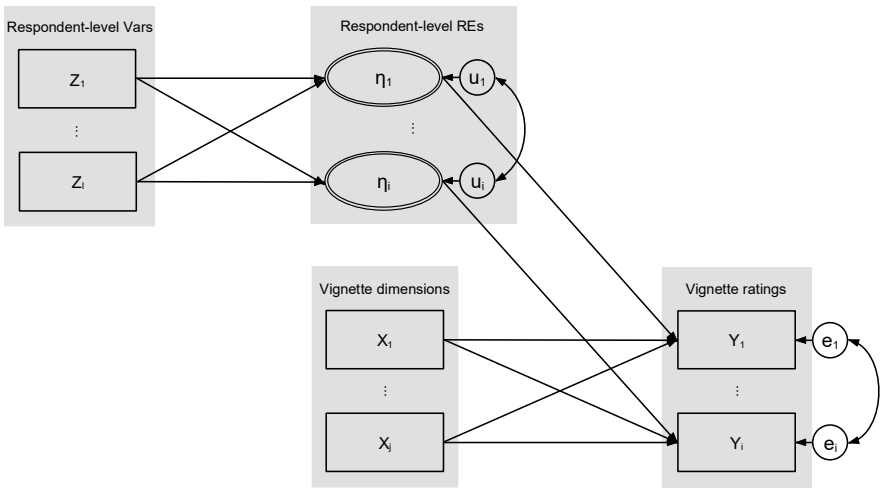 Respondent-level Vars
Respondent-level REs
Z₁
η₁
u₁
⋮
⋮
Zₗ
ηᵢ
uᵢ
Vignette dimensions
Vignette ratings
X₁
Y₁
e₁
⋮
⋮
Xⱼ
Yᵢ
eᵢ